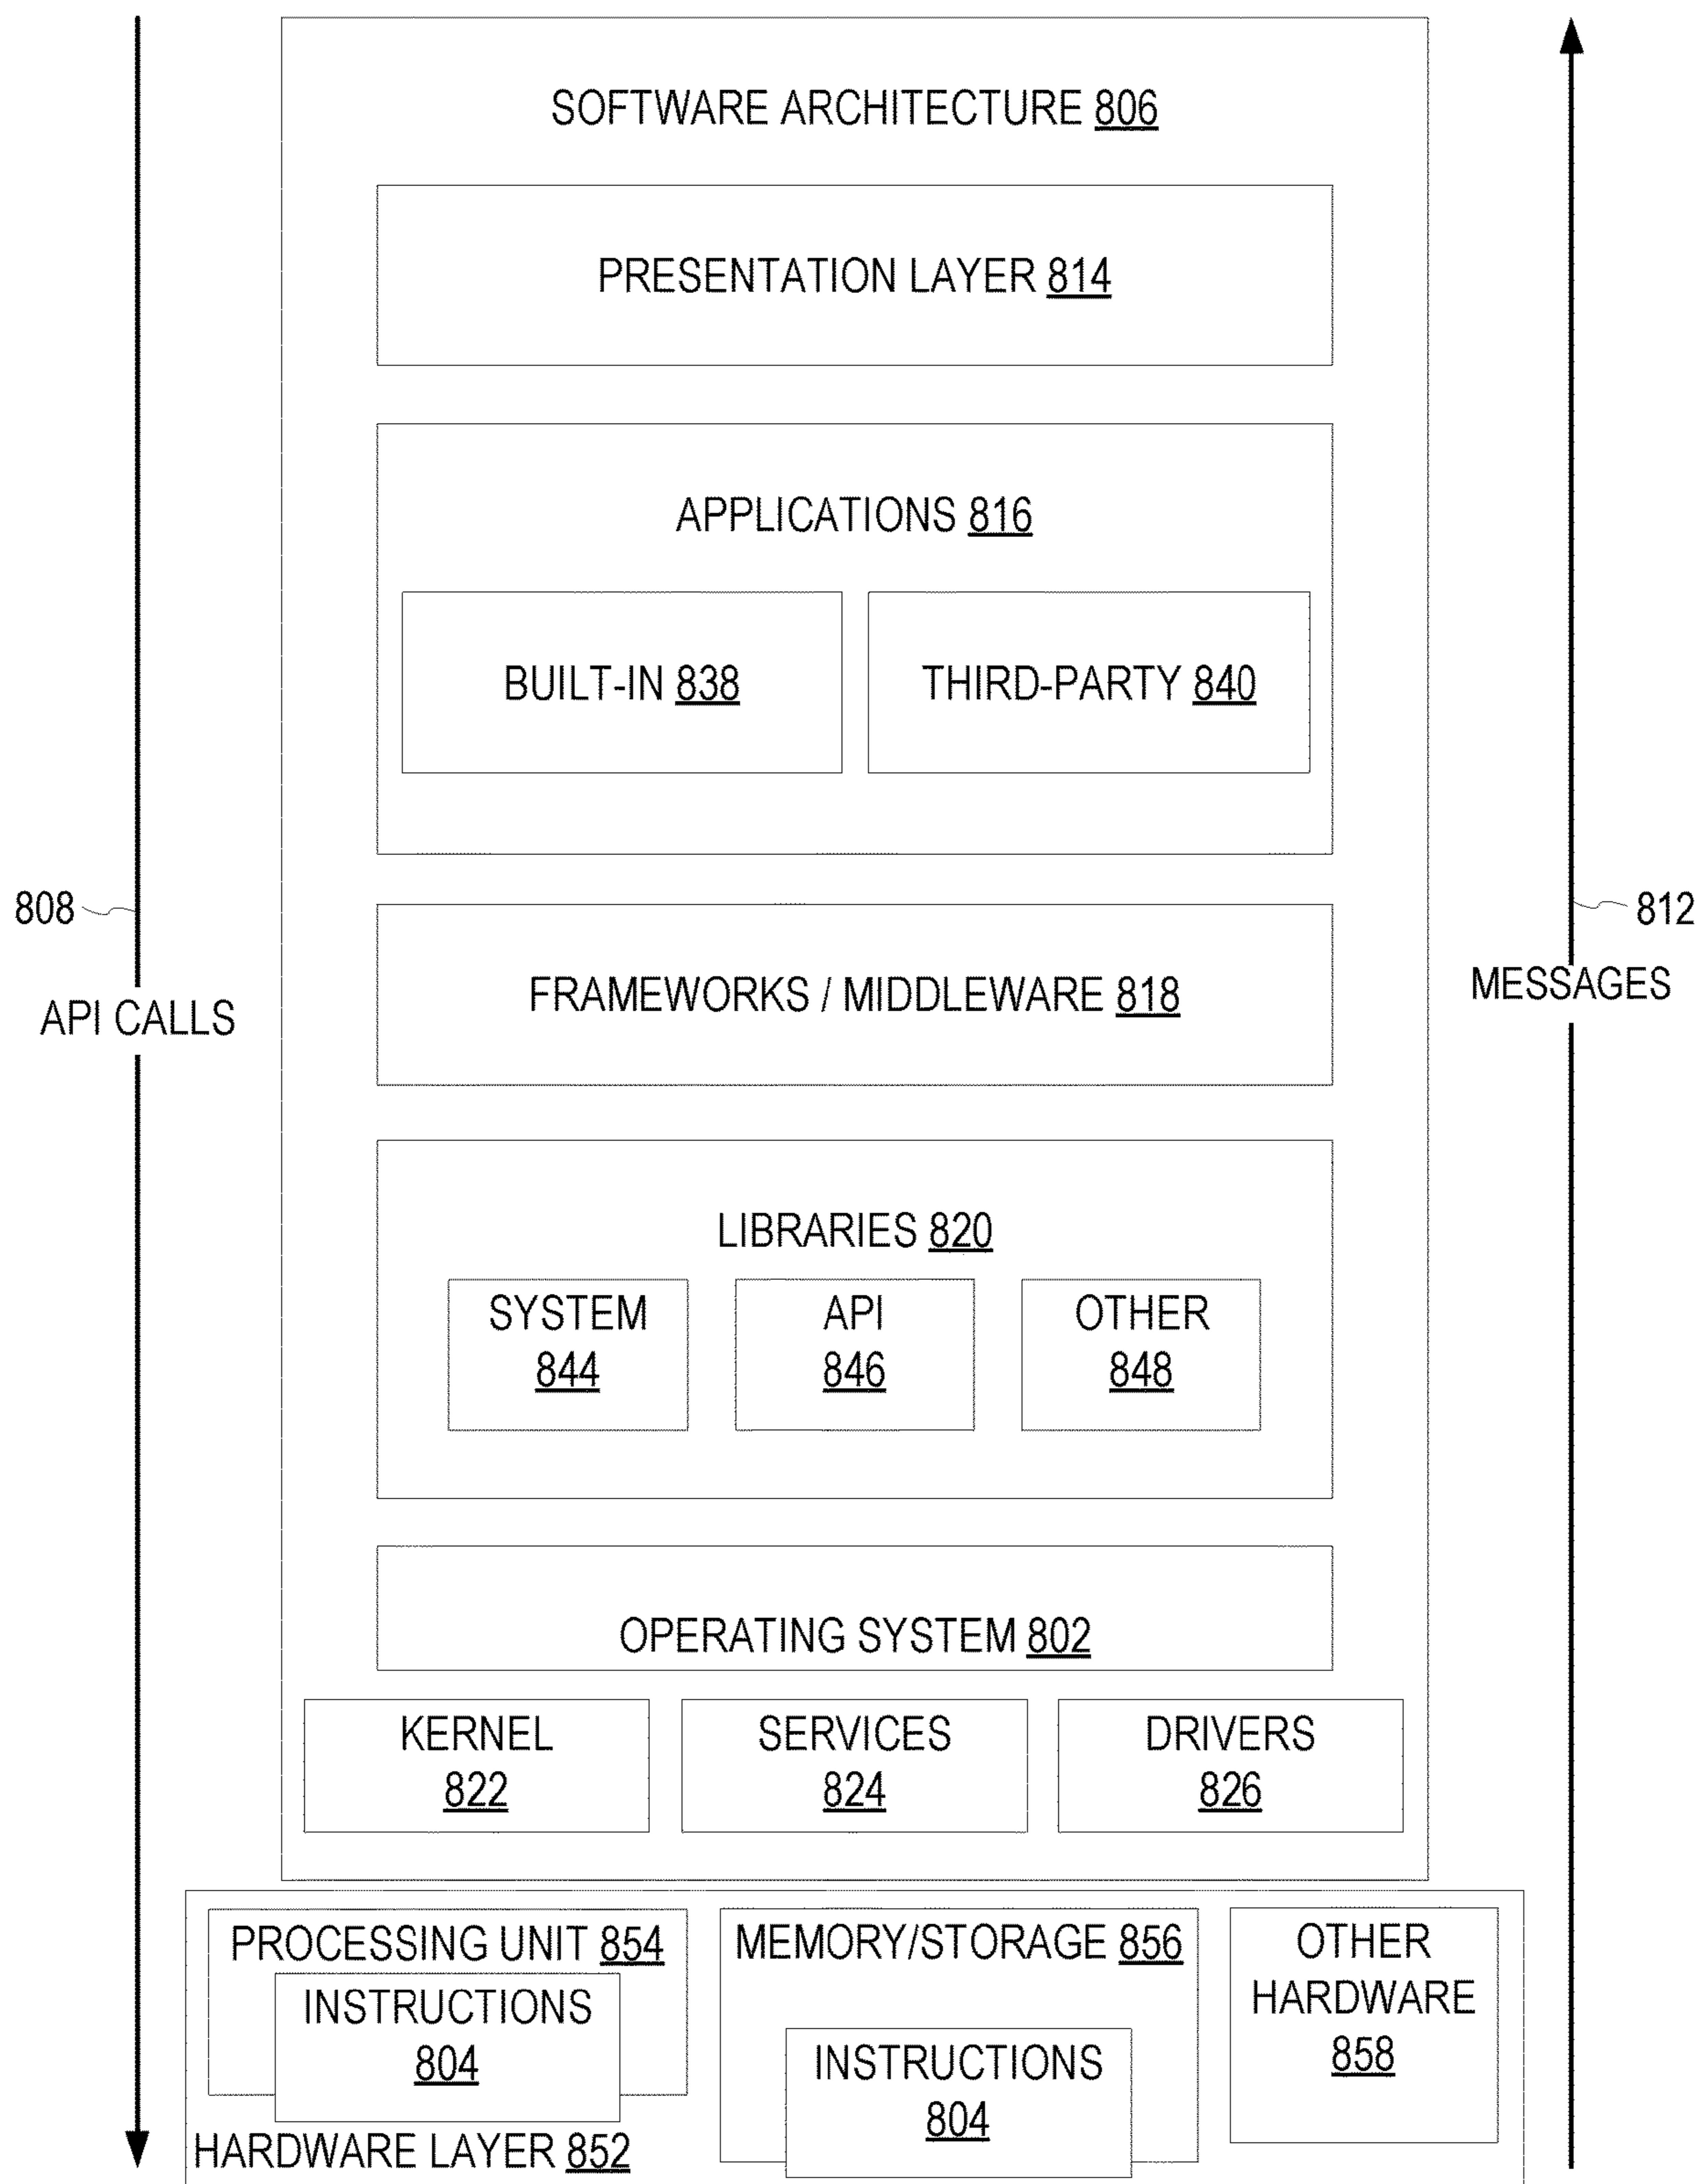 SOFTWARE ARCHITECTURE 806
PRESENTATION LAYER 814
APPLICATIONS 816
BUILT-IN 838
THIRD-PARTY 840
808
API CALLS
812
MESSAGES
FRAMEWORKS / MIDDLEWARE 818
LIBRARIES 820
SYSTEM
844
API
846
OTHER
848
OPERATING SYSTEM 802
KERNEL
822
SERVICES
824
DRIVERS
826
PROCESSING UNIT 854
INSTRUCTIONS
804
MEMORY/STORAGE 856
INSTRUCTIONS
804
OTHER
HARDWARE
858
HARDWARE LAYER 852